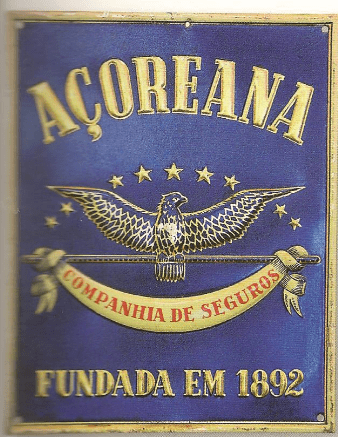 AÇOREANA
COMPANHIA DE SEGUROS
FUNDADA EM 1892